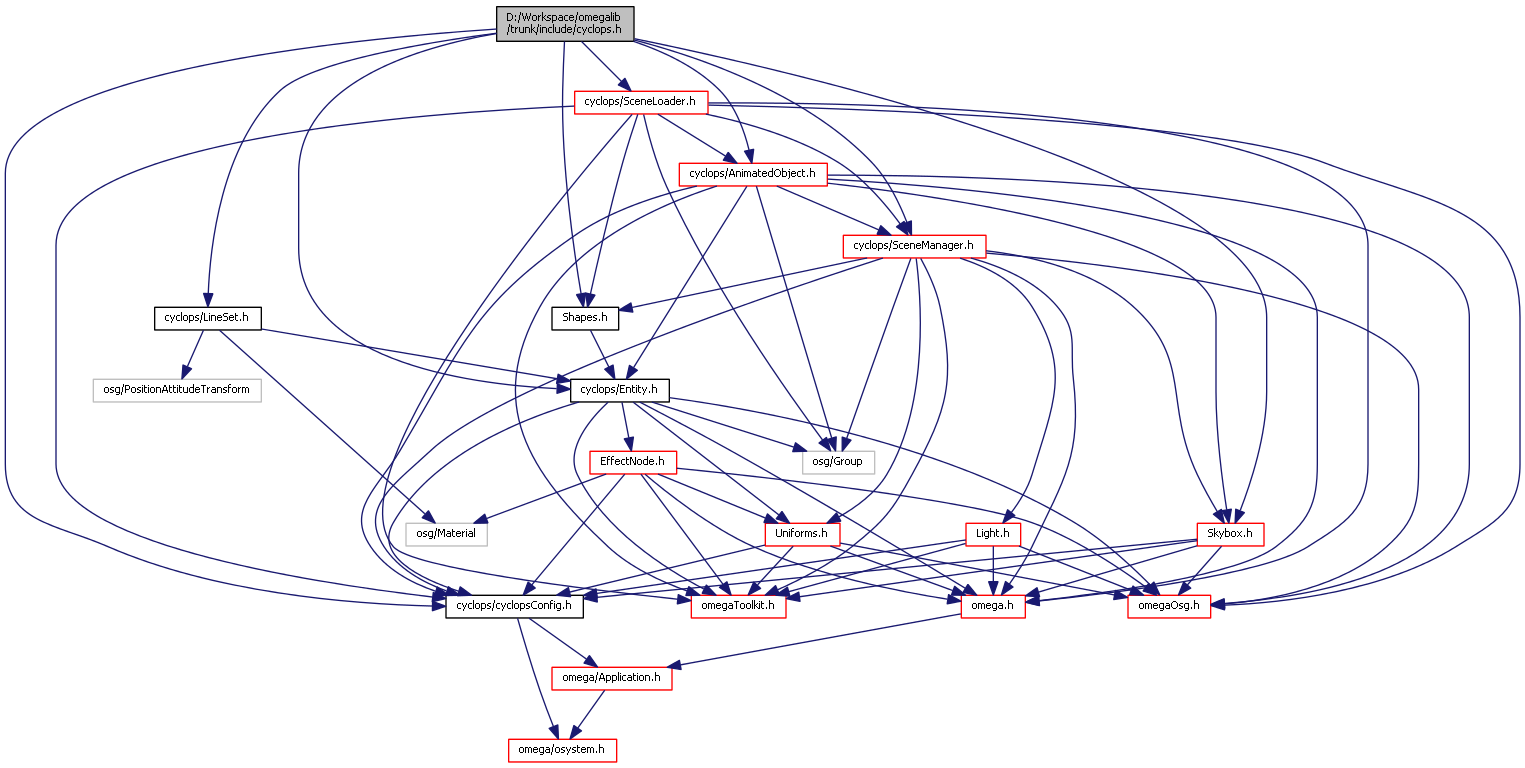 D:/Workspace/omegalib
/trunk/include/cyclops.h
cyclops/SceneLoader.h
cyclops/AnimatedObject.h
cyclops/SceneManager.h
cyclops/LineSet.h
Shapes.h
osg/PositionAttitudeTransform
cyclops/Entity.h
EffectNode.h
osg/Group
osg/Material
Uniforms.h
Light.h
Skybox.h
cyclops/cyclopsConfig.h
omegaToolkit.h
omega.h
omegaOsg.h
omega/Application.h
omega/osystem.h